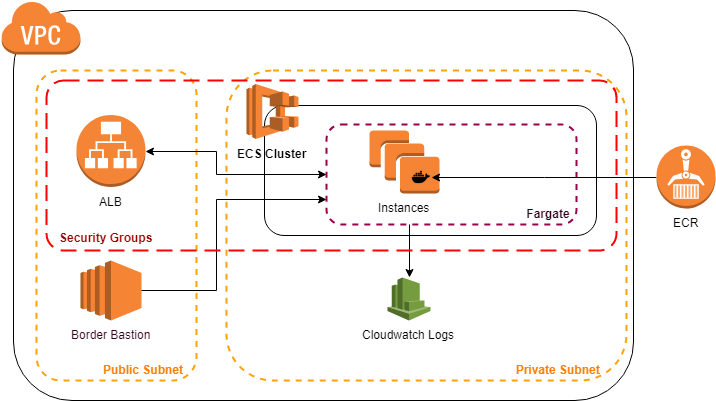 VPC
ECS Cluster
ALB
Instances
Fargate
ECR
Security Groups
Border Bastion
Cloudwatch Logs
Public Subnet
Private Subnet